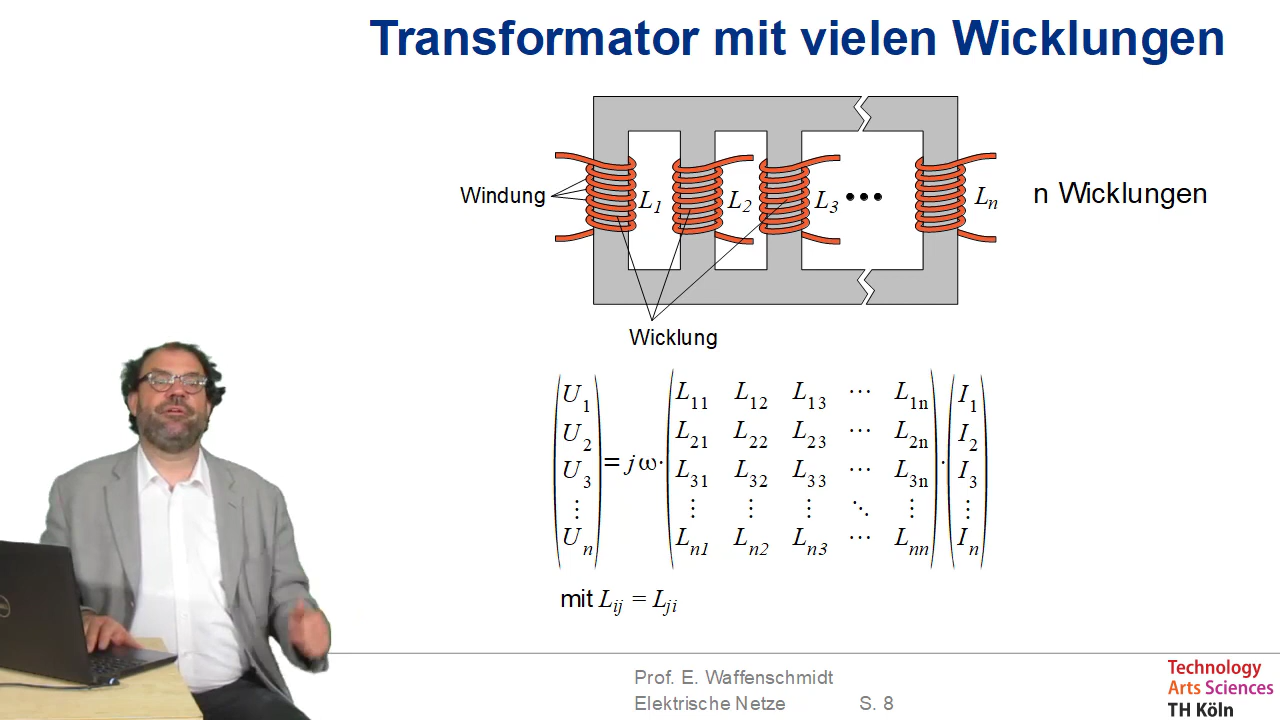 Transformator mit vielen Wicklungen
Windung
L1
L2
L3
•••
Ln
n Wicklungen
Wicklung
(U1 U2 U3 ⋮ Un) = jω · (L11 L12 L13 ⋯ L1n
L21 L22 L23 ⋯ L2n
L31 L32 L33 ⋯ L3n
⋮ ⋮ ⋮ ⋱ ⋮
Ln1 Ln2 Ln3 ⋯ Lnn) · (I1 I2 I3 ⋮ In)
mit Lij = Lji
Prof. E. Waffenschmidt
Elektrische Netze S. 8
Technology
Arts Sciences
TH Köln